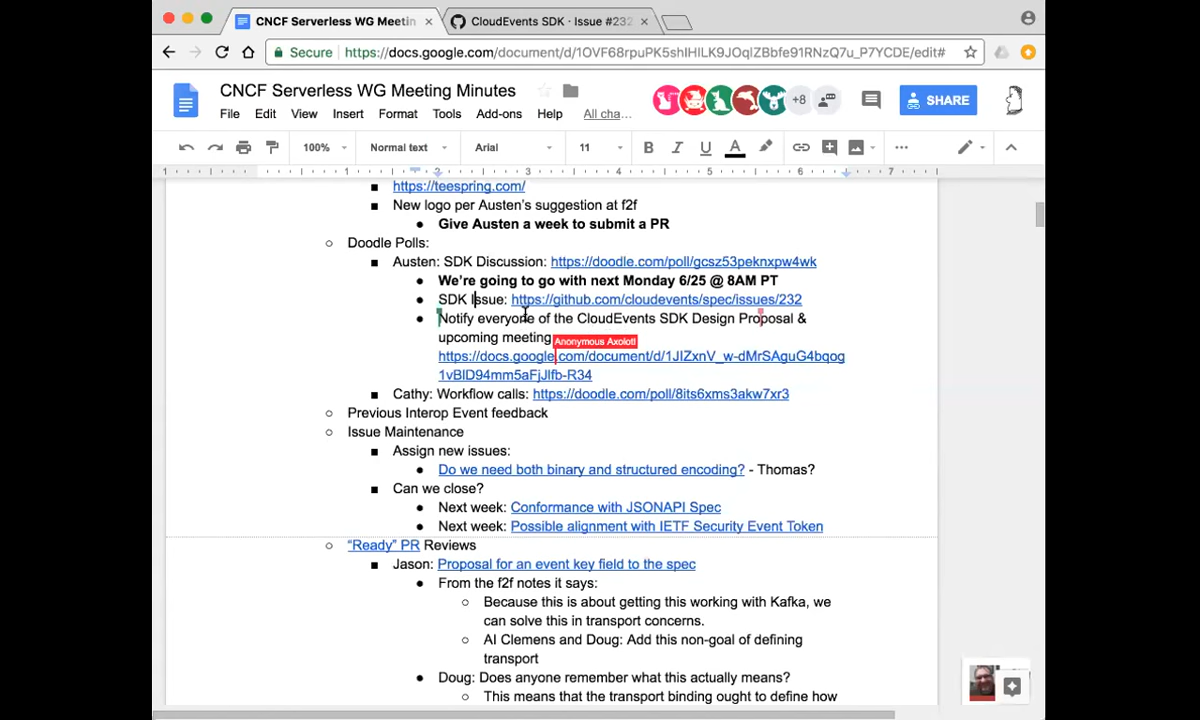 CNCF Serverless WG Meetin
CloudEvents SDK · Issue #232
Secure
https://docs.google.com/document/d/1OVF68rpuPK5shIHlLK9JOqlZBbfe91RNzQ7u_P7YCDE/edit#
CNCF Serverless WG Meeting Minutes
+8
SHARE
File Edit View Insert Format Tools Add-ons Help All cha...
100% Normal text Arial 11 B I U A
1 2 3 4 5 6 7
https://teespring.com/
New logo per Austen's suggestion at f2f
Give Austen a week to submit a PR
Doodle Polls:
Austen: SDK Discussion: https://doodle.com/poll/gcsz53peknxpw4wk
We're going to go with next Monday 6/25 @ 8AM PT
SDK Issue: https://github.com/cloudevents/spec/issues/232
Notify everyone of the CloudEvents SDK Design Proposal &
upcoming meeting
Anonymous Axolotl
https://docs.google.com/document/d/1JIZxnV_w-dMrSAguG4bqog
1vBlD94mm5aFjJlfb-R34
Cathy: Workflow calls: https://doodle.com/poll/8its6xms3akw7xr3
Previous Interop Event feedback
Issue Maintenance
Assign new issues:
Do we need both binary and structured encoding? - Thomas?
Can we close?
Next week: Conformance with JSONAPI Spec
Next week: Possible alignment with IETF Security Event Token
"Ready" PR Reviews
Jason: Proposal for an event key field to the spec
From the f2f notes it says:
Because this is about getting this working with Kafka, we
can solve this in transport concerns.
AI Clemens and Doug: Add this non-goal of defining
transport
Doug: Does anyone remember what this actually means?
This means that the transport binding ought to define how